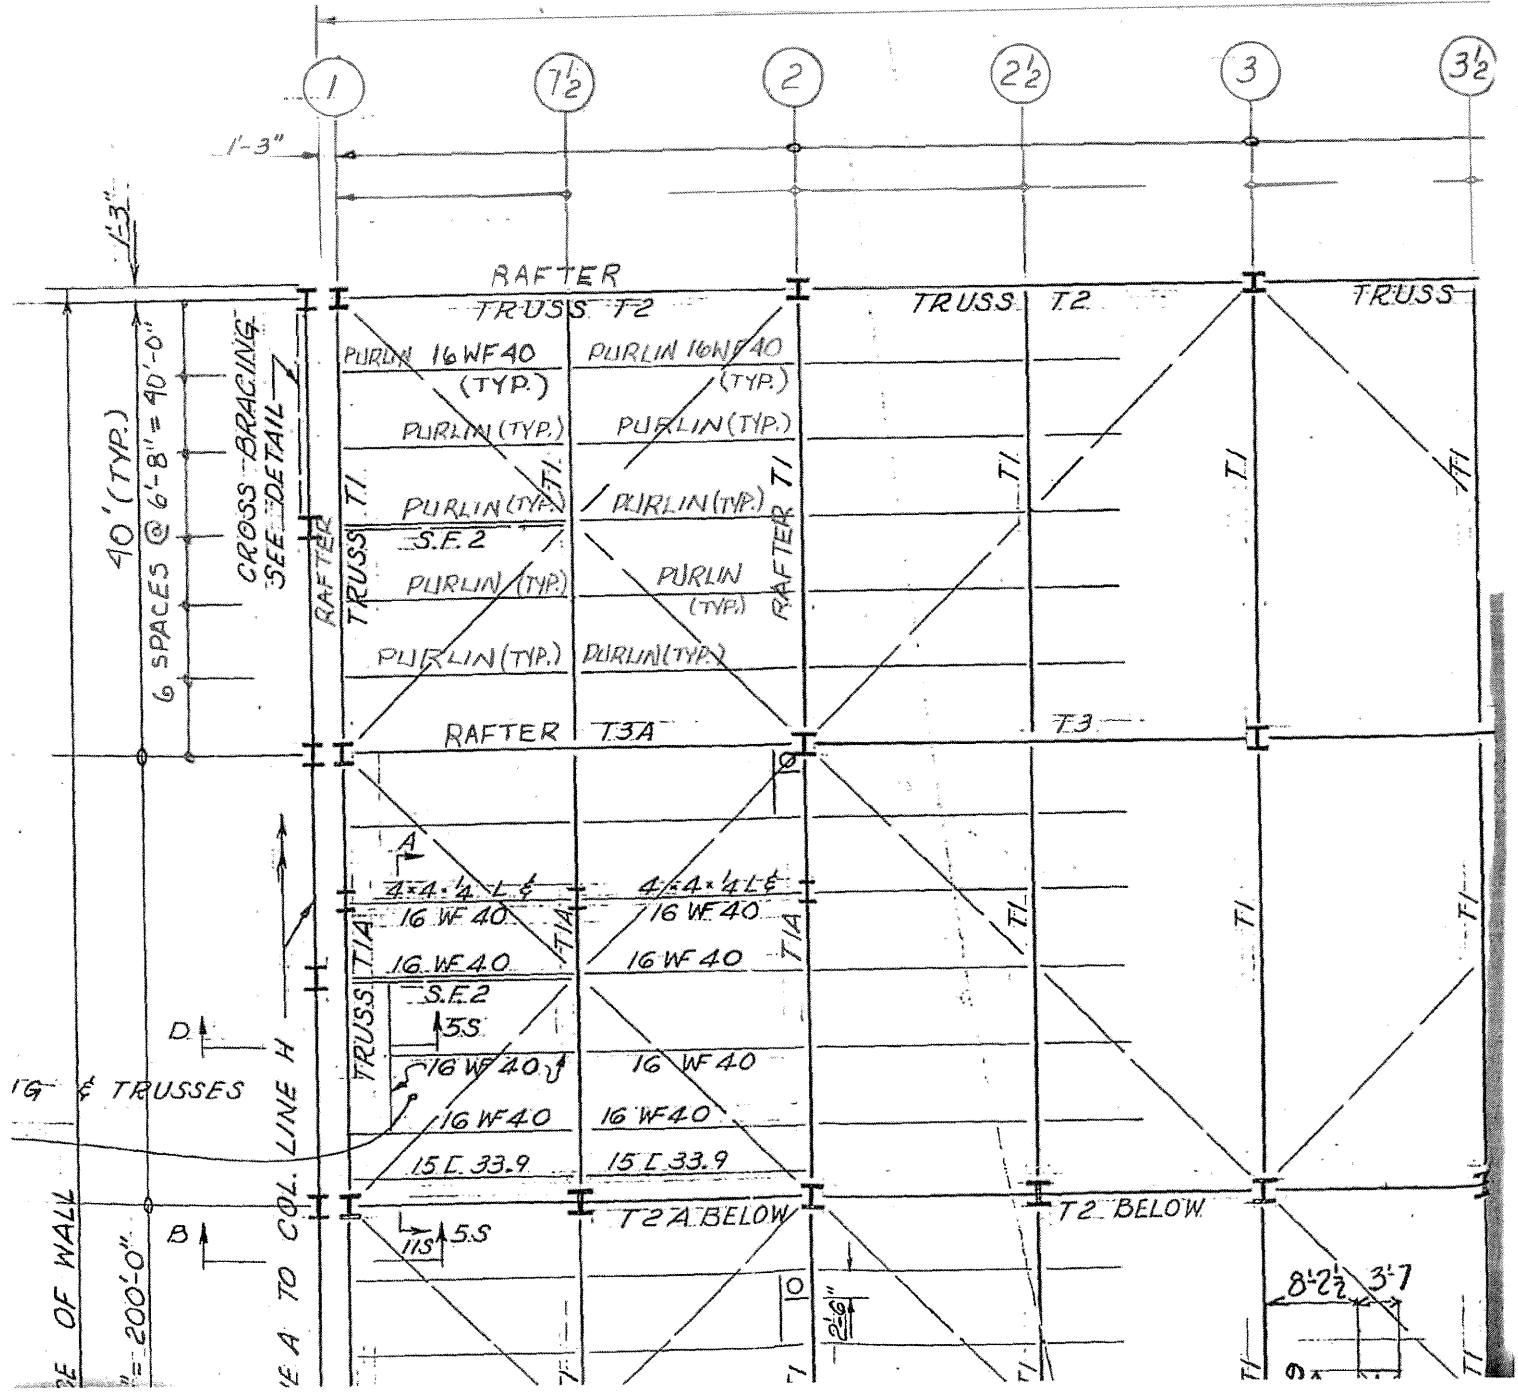 1
1½
2
2½
3
3½
1'-3"
1'-3"
RAFTER
TRUSS T2
TRUSS T2
TRUSS
PURLIN 16 WF 40
(TYP.)
PURLIN 16 WF 40
(TYP.)
PURLIN (TYP.)
PURLIN (TYP.)
PURLIN (TYP.)
PURLIN (TYP.)
S.F.2
PURLIN (TYP.)
PURLIN
(TYP.)
PURLIN (TYP.)
PURLIN (TYP.)
40' (TYP.)
6 SPACES @ 6'-8" = 40'-0"
CROSS BRACING
SEE DETAIL
RAFTER
TRUSS T1
T1
RAFTER T1
T1
T1
T1
RAFTER T3A
T3
A
4×4×¼ L &
16 WF 40
4×4×¼ L &
16 WF 40
TRUSS T1A
T1A
T1A
T1
T1
T1
16 WF 40
16 WF 40
S.F.2
D
5S
16 WF 40
16 WF 40
& TRUSSES
16 WF 40
16 WF 40
15 [ 33.9
15 [ 33.9
T2A BELOW
T2 BELOW
B
11S
5S
OF WALL
= 200'-0"
A TO COL. LINE H
2'-6"
8'-2½
3'-7
T1
T1
T1
T1
T1
9